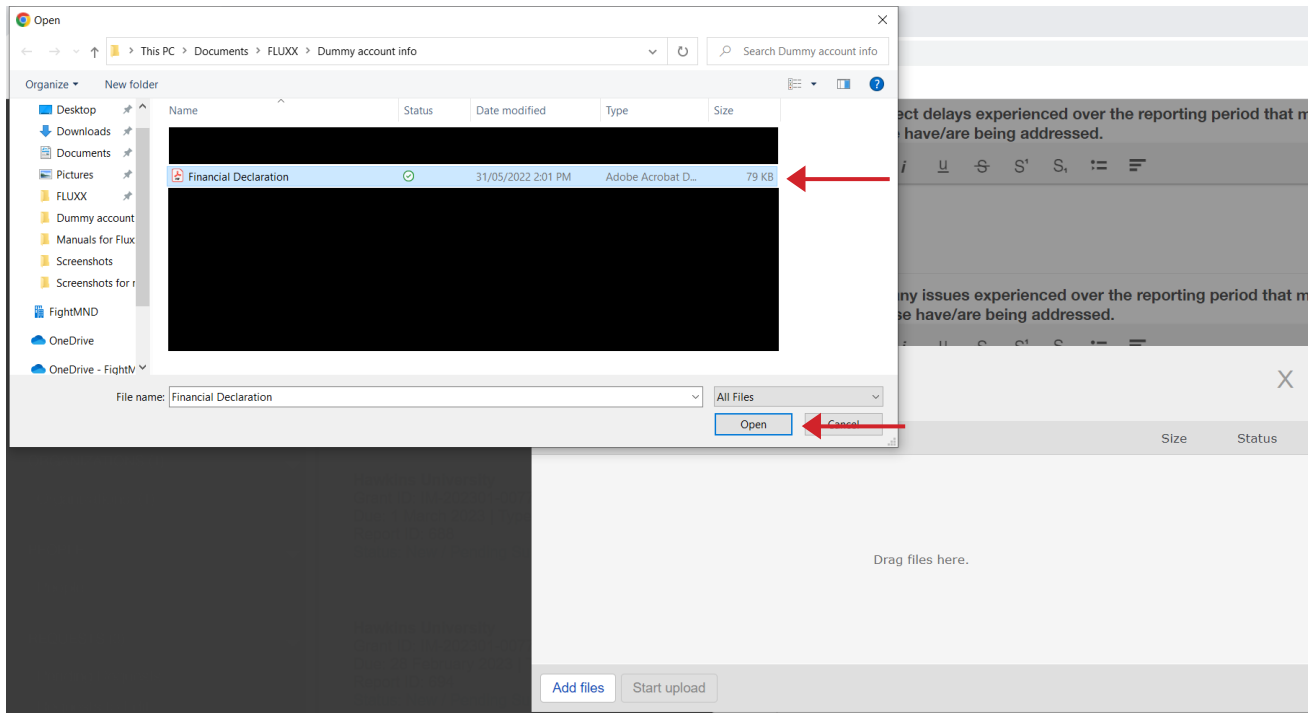 Open
This PC > Documents > FLUXX > Dummy account info
Search Dummy account info
Organize
New folder
Name
Status
Date modified
Type
Size
Desktop
Downloads
Documents
Pictures
FLUXX
Dummy account
Manuals for Flux
Screenshots
Screenshots for r
FightMND
OneDrive
OneDrive - FightM
Financial Declaration
31/05/2022 2:01 PM
Adobe Acrobat D...
79 KB
File name:
Financial Declaration
All Files
Open
Cancel
ect delays experienced over the reporting period that m
have/are being addressed.
i U S S¹ S₁
ny issues experienced over the reporting period that m
se have/are being addressed.
X
Size
Status
Drag files here.
Add files
Start upload